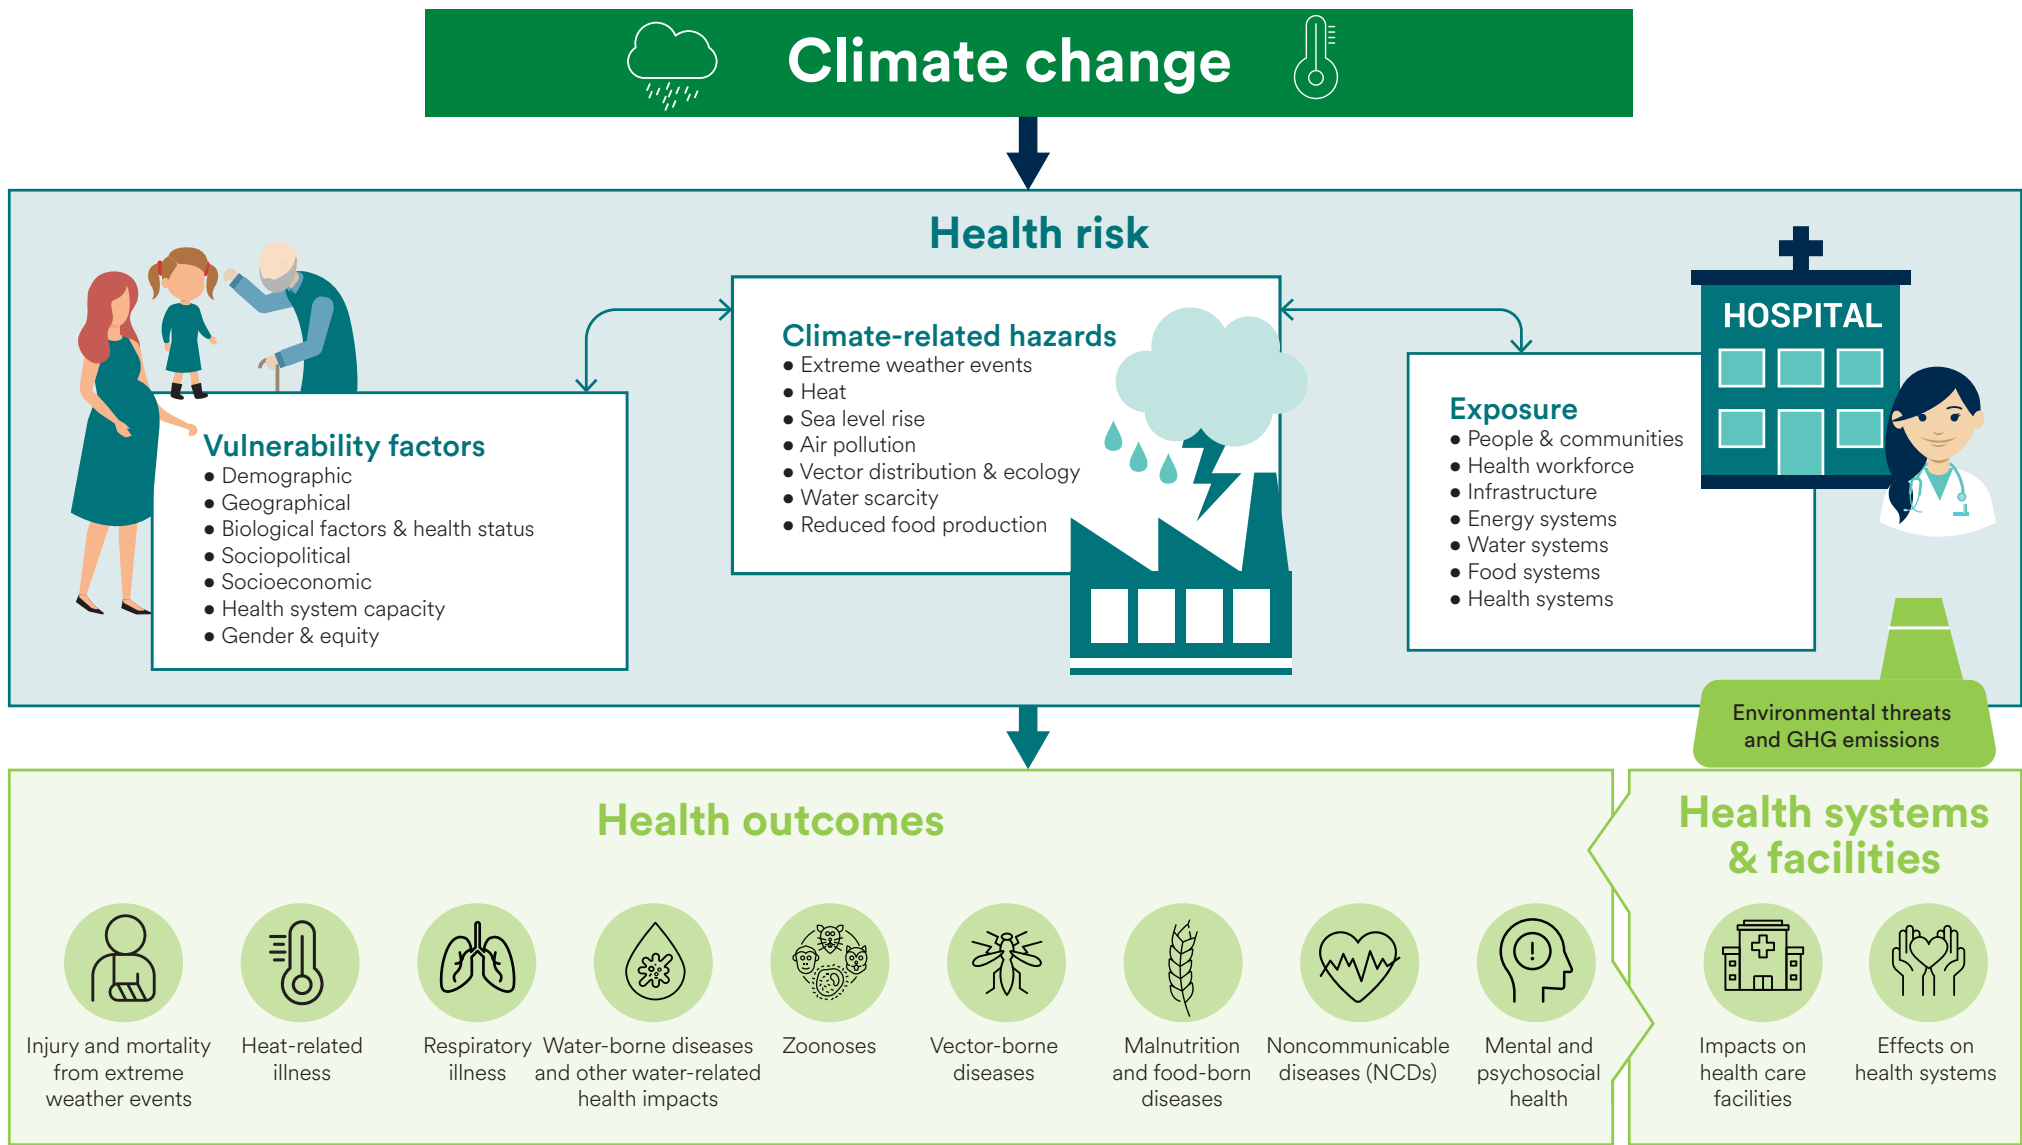 Climate change
Health risk
Vulnerability factors
● Demographic
● Geographical
● Biological factors & health status
● Sociopolitical
● Socioeconomic
● Health system capacity
● Gender & equity
Climate-related hazards
● Extreme weather events
● Heat
● Sea level rise
● Air pollution
● Vector distribution & ecology
● Water scarcity
● Reduced food production
HOSPITAL
Exposure
● People & communities
● Health workforce
● Infrastructure
● Energy systems
● Water systems
● Food systems
● Health systems
Environmental threats
and GHG emissions
Health outcomes
Injury and mortality
from extreme
weather events
Heat-related
illness
Respiratory
illness
Water-borne diseases
and other water-related
health impacts
Zoonoses
Vector-borne
diseases
Malnutrition
and food-born
diseases
Noncommunicable
diseases (NCDs)
Mental and
psychosocial
health
Health systems
& facilities
Impacts on
health care
facilities
Effects on
health systems